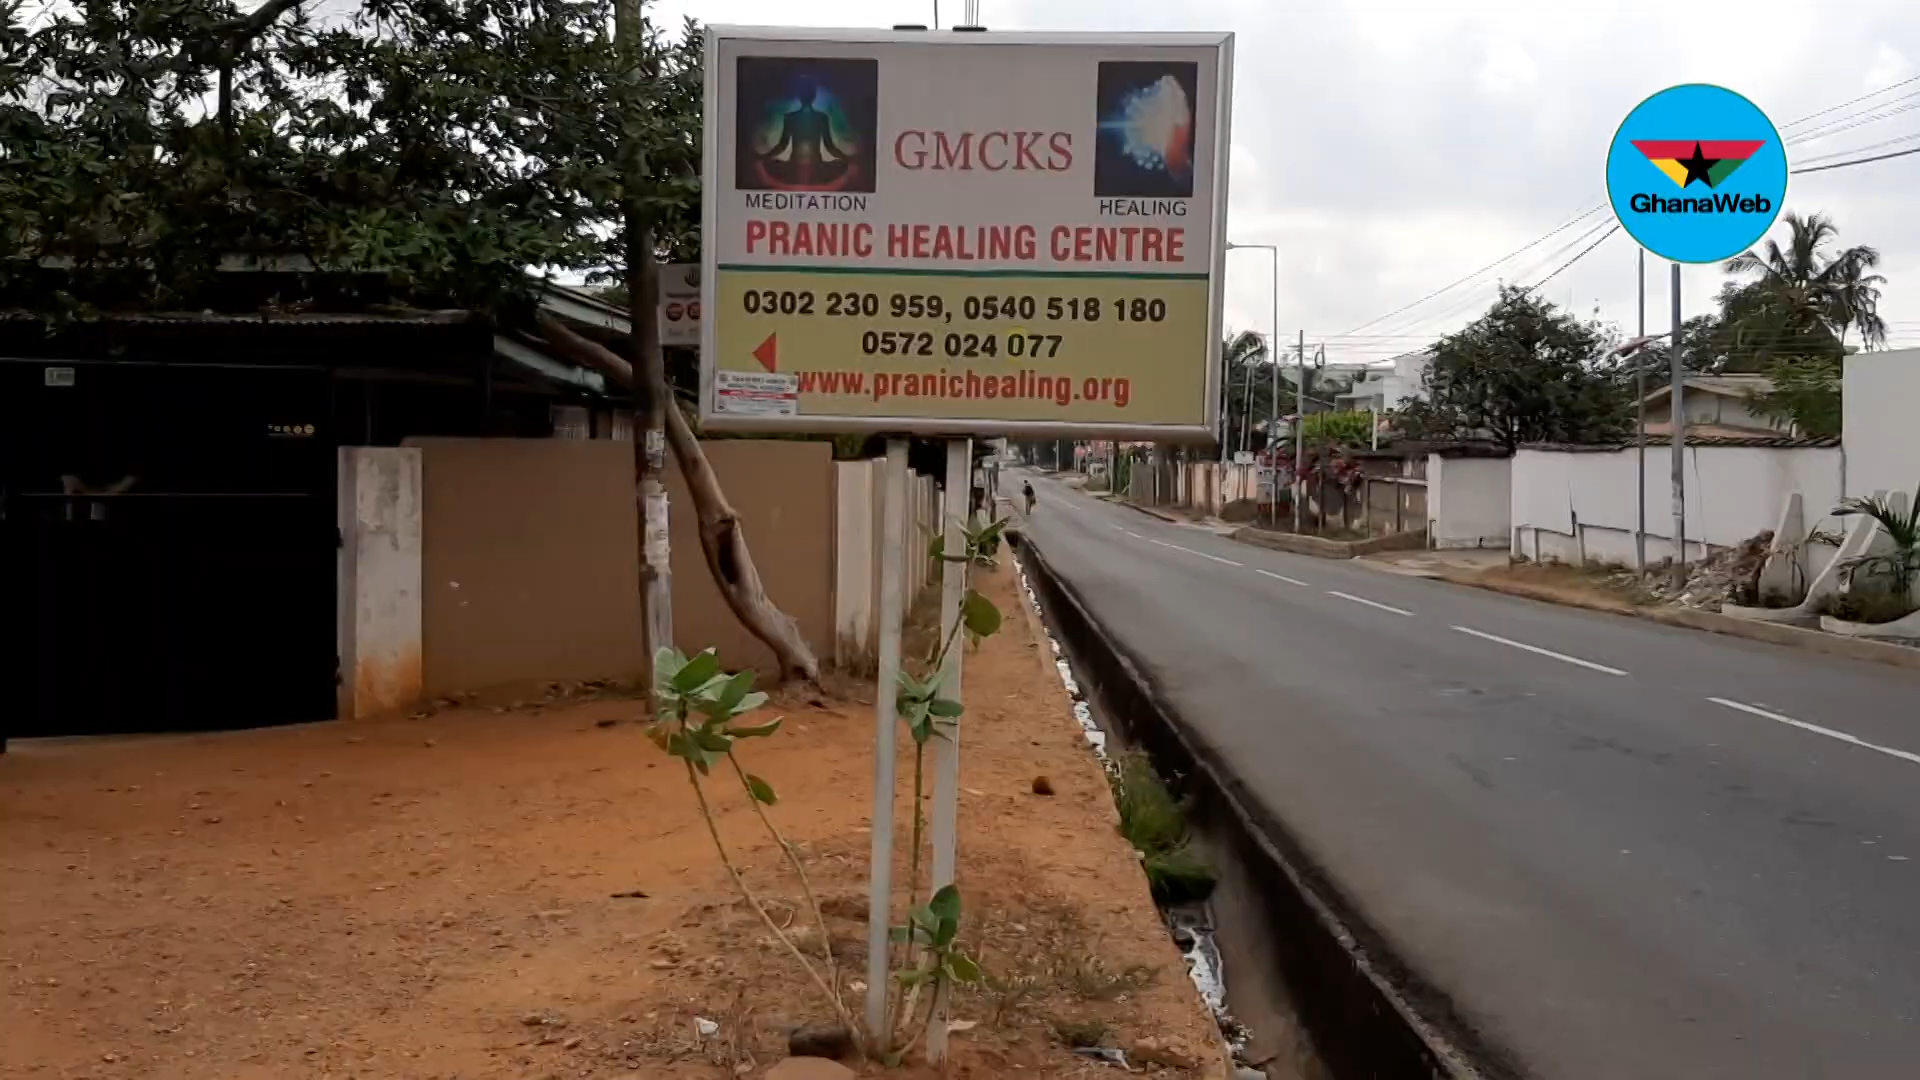 GMCKS
MEDITATION
HEALING
PRANIC HEALING CENTRE
0302 230 959, 0540 518 180
0572 024 077
www.pranichealing.org
GhanaWeb